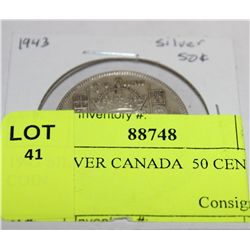 1943 silver
50¢
Inventory #:
88748
LOT
41
VER CANADA 50 CEN
Consig